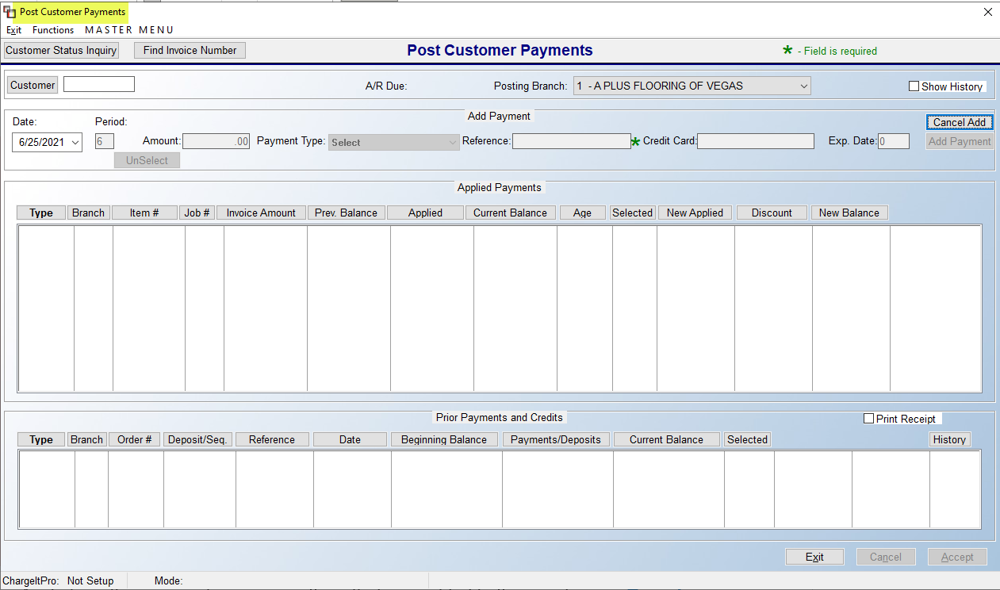 Post Customer Payments
Exit Functions MASTER MENU
Customer Status Inquiry Find Invoice Number Post Customer Payments * - Field is required
Customer A/R Due: Posting Branch: 1 - A PLUS FLOORING OF VEGAS Show History
Add Payment
Date: Period: Cancel Add
6/25/2021 6 Amount: .00 Payment Type: Select Reference: * Credit Card: Exp. Date: 0 Add Payment
UnSelect
Applied Payments
Type Branch Item # Job # Invoice Amount Prev. Balance Applied Current Balance Age Selected New Applied Discount New Balance
Prior Payments and Credits Print Receipt
Type Branch Order # Deposit/Seq. Reference Date Beginning Balance Payments/Deposits Current Balance Selected History
Exit Cancel Accept
ChargeItPro: Not Setup Mode: